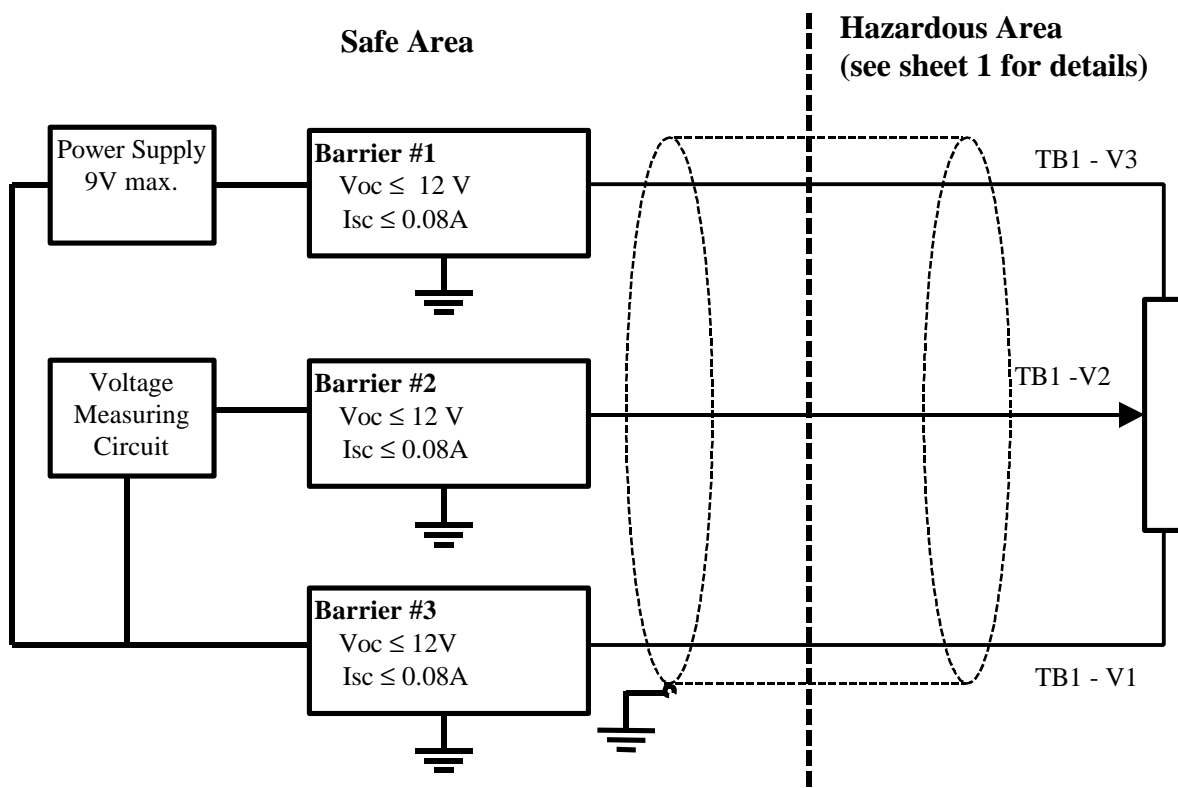 Safe Area
Hazardous Area
(see sheet 1 for details)
Power Supply
9V max.
Barrier #1
Voc ≤ 12 V
Isc ≤ 0.08A
TB1 - V3
Voltage
Measuring
Circuit
Barrier #2
Voc ≤ 12 V
Isc ≤ 0.08A
TB1 -V2
Barrier #3
Voc ≤ 12V
Isc ≤ 0.08A
TB1 - V1